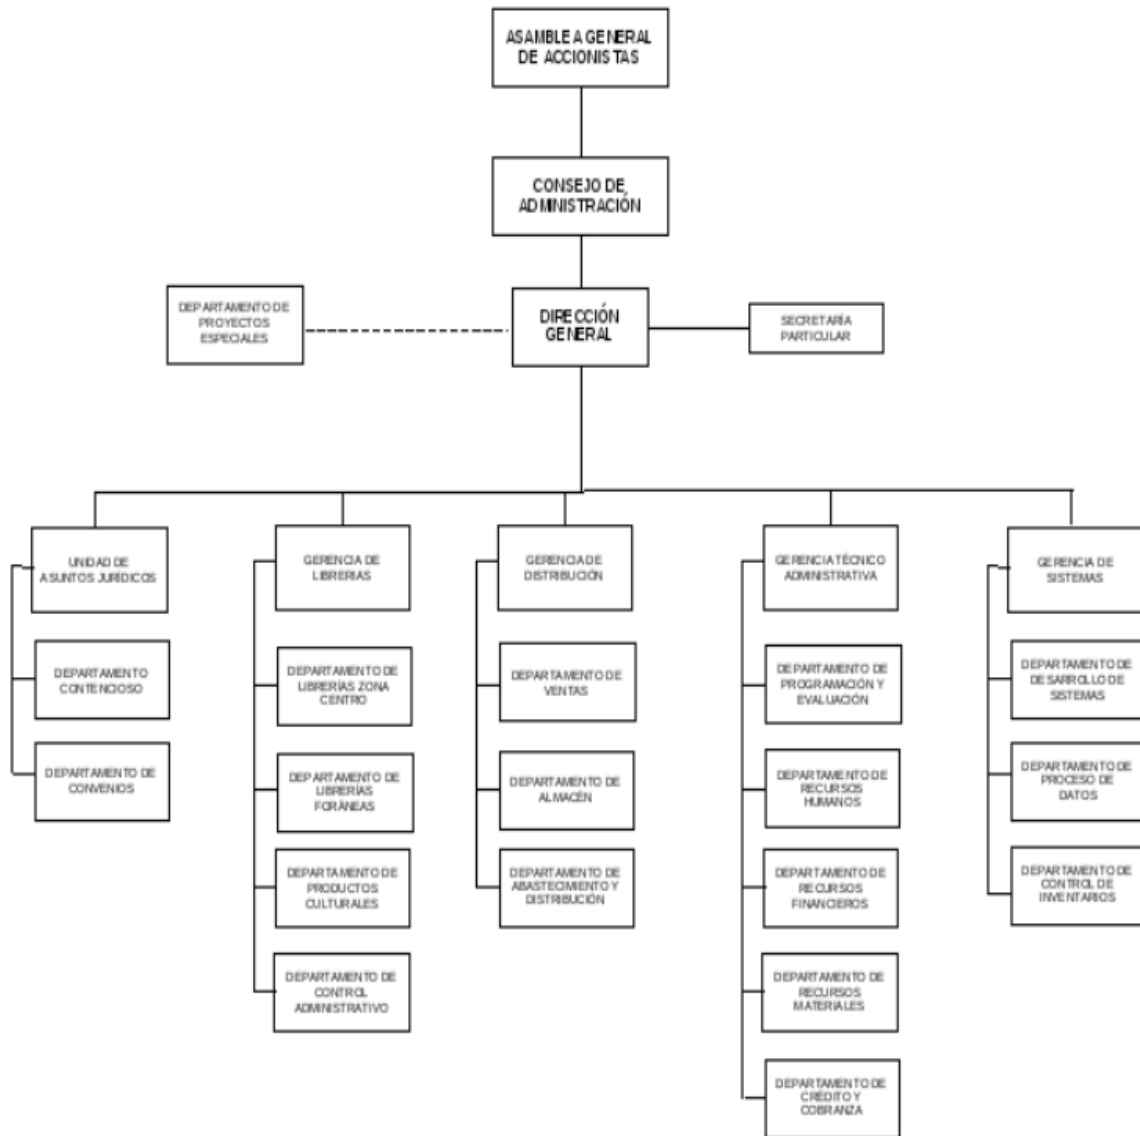 ASAMBLEA GENERAL
DE ACCIONISTAS
CONSEJO DE
ADMINISTRACIÓN
DEPARTAMENTO DE
PROYECTOS
ESPECIALES
DIRECCIÓN
GENERAL
SECRETARÍA
PARTICULAR
UNIDAD DE
ASUNTOS JURÍDICOS
DEPARTAMENTO
CONTENCIOSO
DEPARTAMENTO DE
CONVENIOS
GERENCIA DE
LIBRERIAS
DEPARTAMENTO DE
LIBRERÍAS ZONA
CENTRO
DEPARTAMENTO DE
LIBRERÍAS
FORÁNEAS
DEPARTAMENTO DE
PRODUCTOS
CULTURALES
DEPARTAMENTO DE
CONTROL
ADMINISTRATIVO
GERENCIA DE
DISTRIBUCIÓN
DEPARTAMENTO DE
VENTAS
DEPARTAMENTO DE
ALMACÉN
DEPARTAMENTO DE
ABASTECIMIENTO Y
DISTRIBUCIÓN
GERENCIA TÉCNICO
ADMINISTRATIVA
DEPARTAMENTO DE
PROGRAMACIÓN Y
EVALUACIÓN
DEPARTAMENTO DE
RECURSOS
HUMANOS
DEPARTAMENTO DE
RECURSOS
FINANCIEROS
DEPARTAMENTO DE
RECURSOS
MATERIALES
DEPARTAMENTO DE
CRÉDITO Y
COBRANZA
GERENCIA DE
SISTEMAS
DEPARTAMENTO DE
DESARROLLO DE
SISTEMAS
DEPARTAMENTO DE
PROCESO DE
DATOS
DEPARTAMENTO DE
CONTROL DE
INVENTARIOS